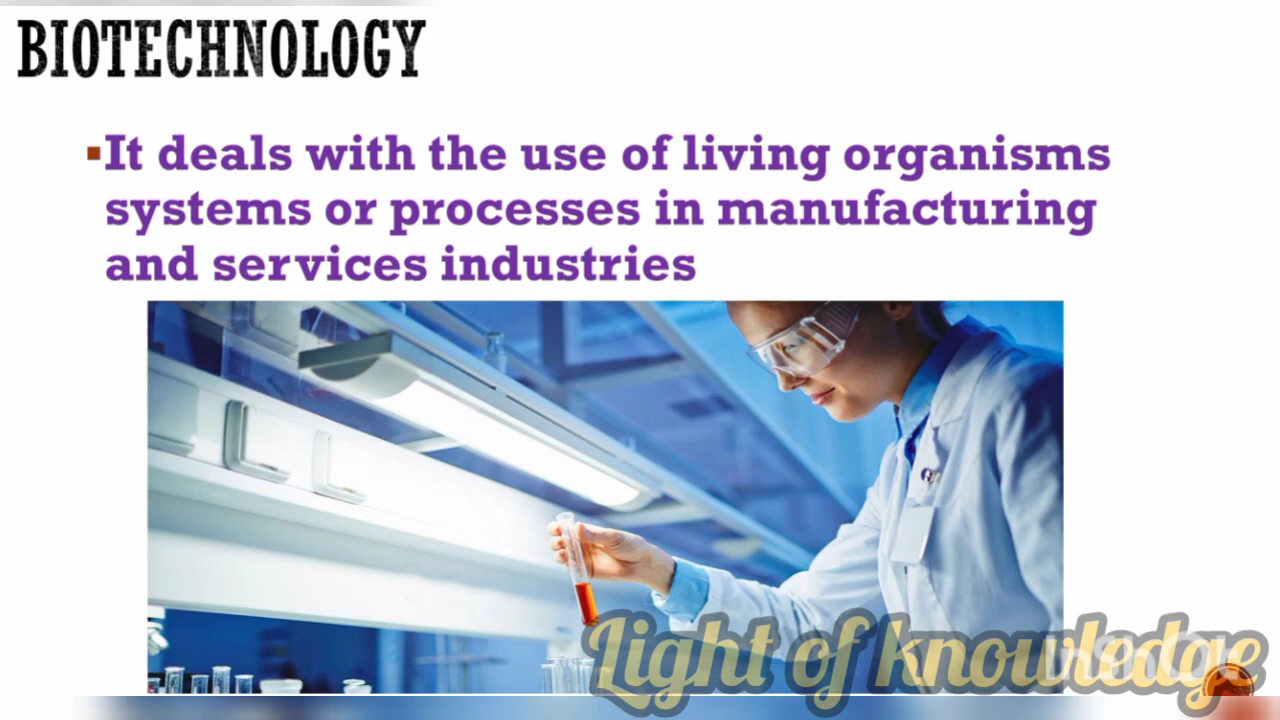 BIOTECHNOLOGY
It deals with the use of living organisms
systems or processes in manufacturing
and services industries
Light of knowledge